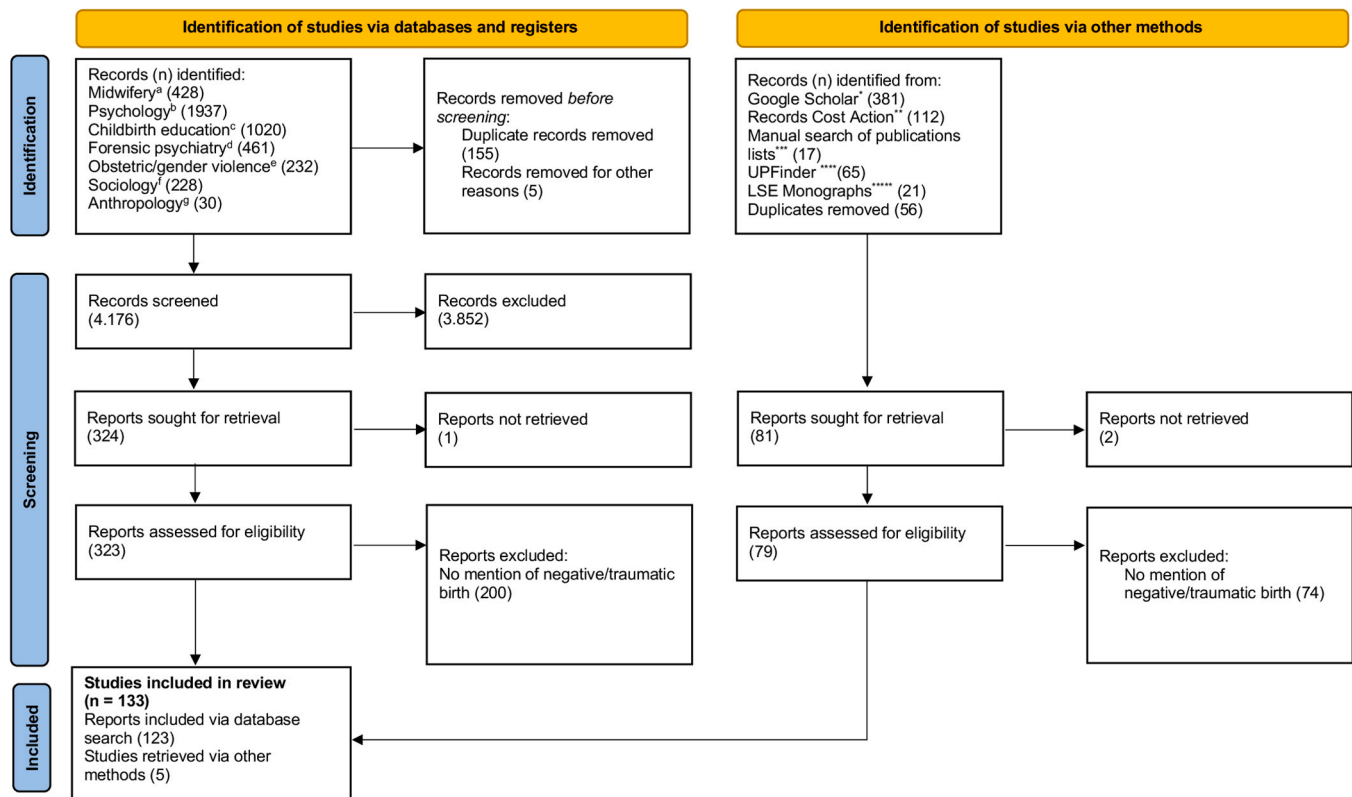 Identification of studies via databases and registers
Identification of studies via other methods
Identification
Records (n) identified:
Midwifery^a (428)
Psychology^b (1937)
Childbirth education^c (1020)
Forensic psychiatry^d (461)
Obstetric/gender violence^e (232)
Sociology^f (228)
Anthropology^g (30)
Records removed before
screening:
Duplicate records removed
(155)
Records removed for other
reasons (5)
Records (n) identified from:
Google Scholar* (381)
Records Cost Action** (112)
Manual search of publications
lists*** (17)
UPFinder ****(65)
LSE Monographs***** (21)
Duplicates removed (56)
Screening
Records screened
(4.176)
Records excluded
(3.852)
Reports sought for retrieval
(324)
Reports not retrieved
(1)
Reports sought for retrieval
(81)
Reports not retrieved
(2)
Reports assessed for eligibility
(323)
Reports excluded:
No mention of negative/traumatic
birth (200)
Reports assessed for eligibility
(79)
Reports excluded:
No mention of
negative/traumatic birth (74)
Included
Studies included in review
(n = 133)
Reports included via database
search (123)
Studies retrieved via other
methods (5)